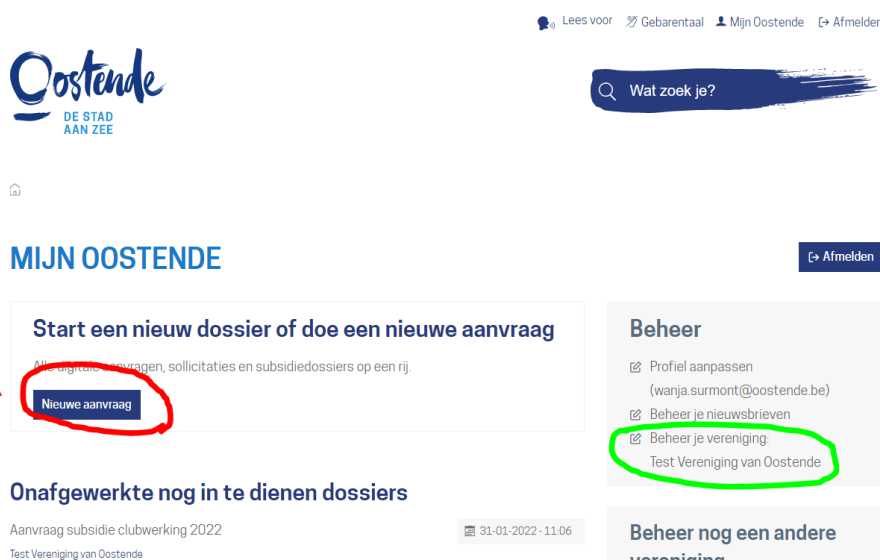 Lees voor Gebarentaal Mijn Oostende Afmelden
Oostende
DE STAD
AAN ZEE
Wat zoek je?
MIJN OOSTENDE
Afmelden
Start een nieuw dossier of doe een nieuwe aanvraag
Alle digitale aanvragen, sollicitaties en subsidiedossiers op een rij.
Nieuwe aanvraag
Beheer
Profiel aanpassen
(wanja.surmont@oostende.be)
Beheer je nieuwsbrieven
Beheer je vereniging:
Test Vereniging van Oostende
Onafgewerkte nog in te dienen dossiers
Aanvraag subsidie clubwerking 2022
31-01-2022 - 11:06
Test Vereniging van Oostende
Beheer nog een andere
vereniging